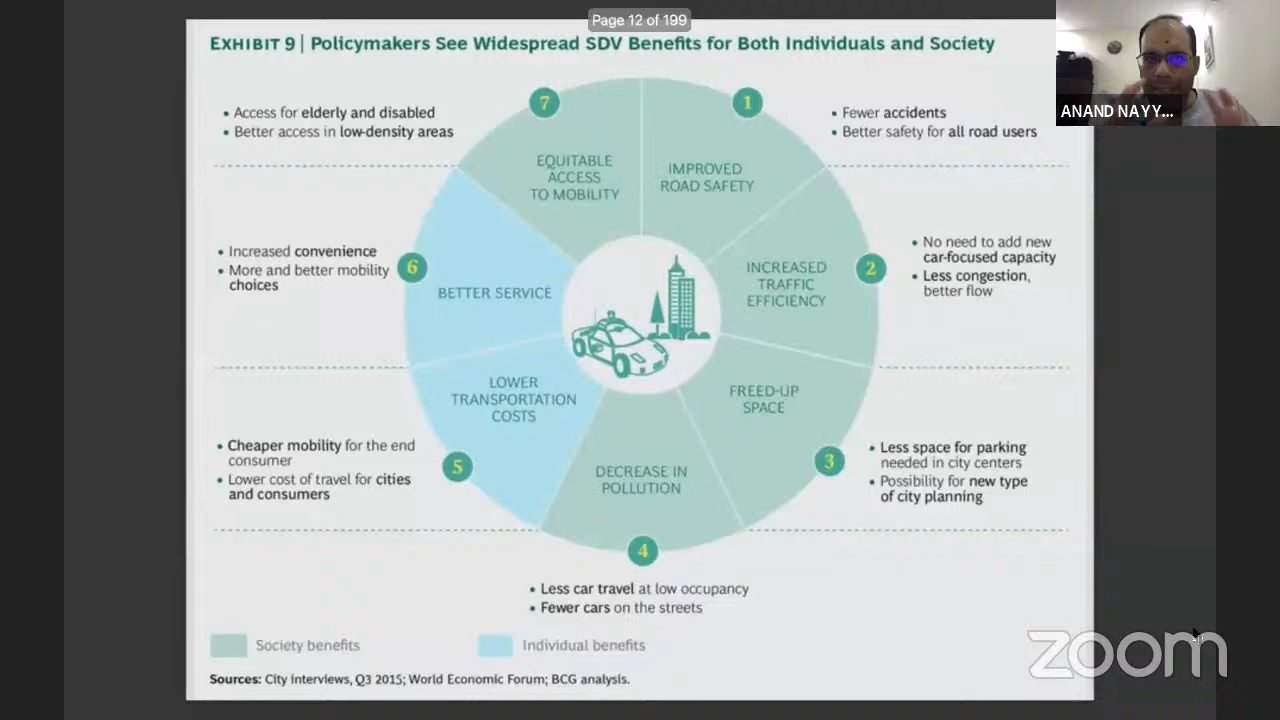 Page 12 of 199
EXHIBIT 9 | Policymakers See Widespread SDV Benefits for Both Individuals and Society
ANAND NAYY...
7
• Access for elderly and disabled
• Better access in low-density areas
EQUITABLE
ACCESS
TO MOBILITY
1
• Fewer accidents
• Better safety for all road users
IMPROVED
ROAD SAFETY
6
• Increased convenience
• More and better mobility
choices
BETTER SERVICE
2
• No need to add new
car-focused capacity
• Less congestion,
better flow
INCREASED
TRAFFIC
EFFICIENCY
5
• Cheaper mobility for the end
consumer
• Lower cost of travel for cities
and consumers
LOWER
TRANSPORTATION
COSTS
3
• Less space for parking
needed in city centers
• Possibility for new type
of city planning
FREED-UP
SPACE
DECREASE IN
POLLUTION
4
• Less car travel at low occupancy
• Fewer cars on the streets
Society benefits
Individual benefits
Sources: City interviews, Q3 2015; World Economic Forum; BCG analysis.
zoom